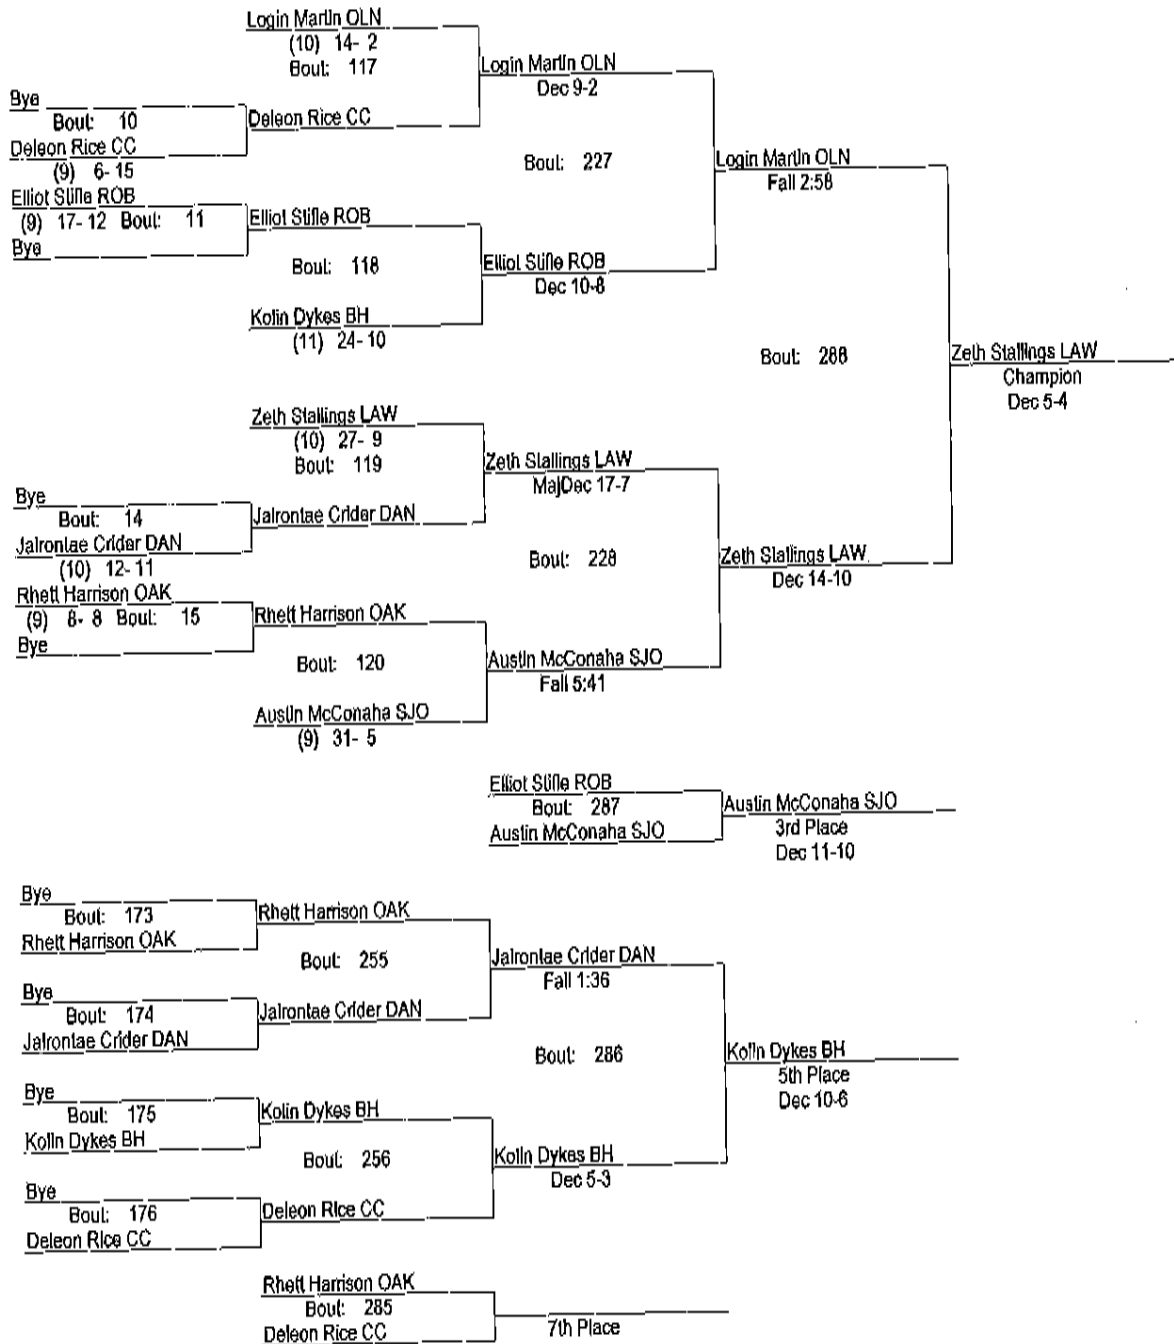 Login Martin OLN
(10) 14- 2
Bout: 117
Login Martin OLN
Dec 9-2
Bye
Bout: 10
Deleon Rice CC
Deleon Rice CC
(9) 6- 15
Bout: 227
Login Martin OLN
Fall 2:58
Elliot Stifle ROB
(9) 17- 12 Bout: 11
Elliot Stifle ROB
Bye
Bout: 118
Elliot Stifle ROB
Dec 10-8
Kolin Dykes BH
(11) 24- 10
Bout: 288
Zeth Stallings LAW
Champion
Dec 5-4
Zeth Stallings LAW
(10) 27- 9
Bout: 119
Zeth Stallings LAW
MajDec 17-7
Bye
Bout: 14
Jairontae Crider DAN
Jairontae Crider DAN
(10) 12- 11
Bout: 228
Zeth Stallings LAW
Dec 14-10
Rhett Harrison OAK
(9) 8- 8 Bout: 15
Rhett Harrison OAK
Bye
Bout: 120
Austin McConaha SJO
Fall 5:41
Austin McConaha SJO
(9) 31- 5
Elliot Stifle ROB
Bout: 287
Austin McConaha SJO
Austin McConaha SJO
3rd Place
Dec 11-10
Bye
Bout: 173
Rhett Harrison OAK
Rhett Harrison OAK
Bout: 255
Jairontae Crider DAN
Fall 1:36
Bye
Bout: 174
Jairontae Crider DAN
Jairontae Crider DAN
Bout: 286
Kolin Dykes BH
5th Place
Dec 10-6
Bye
Bout: 175
Kolin Dykes BH
Kolin Dykes BH
Bout: 256
Kolin Dykes BH
Dec 5-3
Bye
Bout: 176
Deleon Rice CC
Deleon Rice CC
Rhett Harrison OAK
Bout: 285
Deleon Rice CC
7th Place